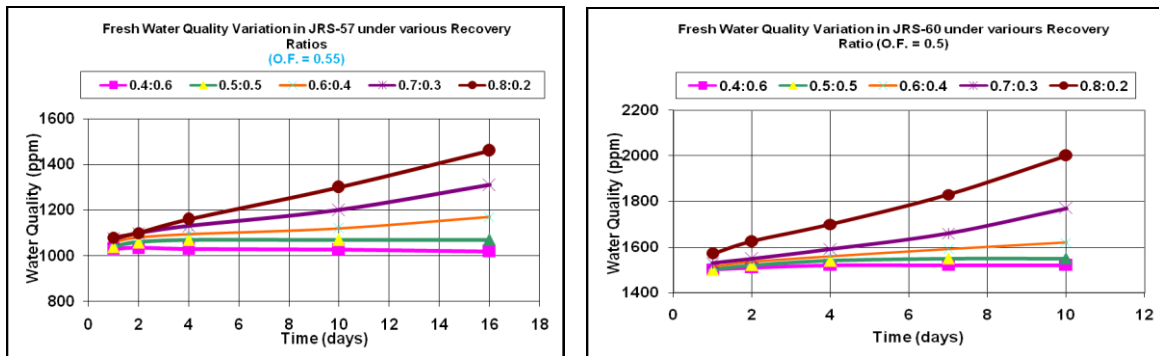 Fresh Water Quality Variation in JRS-57 under various Recovery
Ratios
(O.F. = 0.55)
0.4:0.6 0.5:0.5 0.6:0.4 0.7:0.3 0.8:0.2
Water Quality (ppm)
1600
1400
1200
1000
800
0 2 4 6 8 10 12 14 16 18
Time (days)
Fresh Water Quality Variation in JRS-60 under variours Recovery
Ratio (O.F. = 0.5)
0.4:0.6 0.5:0.5 0.6:0.4 0.7:0.3 0.8:0.2
Water Quality (ppm)
2200
2000
1800
1600
1400
0 2 4 6 8 10 12
Time (days)